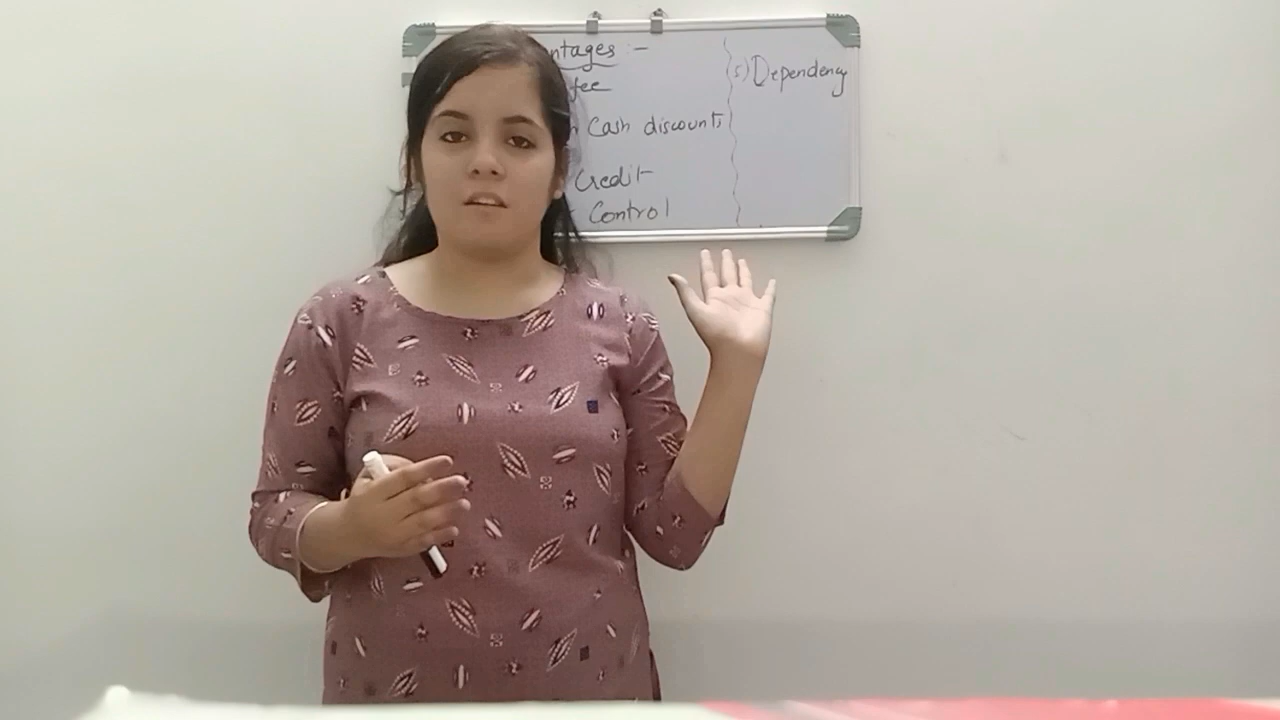 ntages :-
fee
n Cash discounts
Credit
Control
5) Dependency